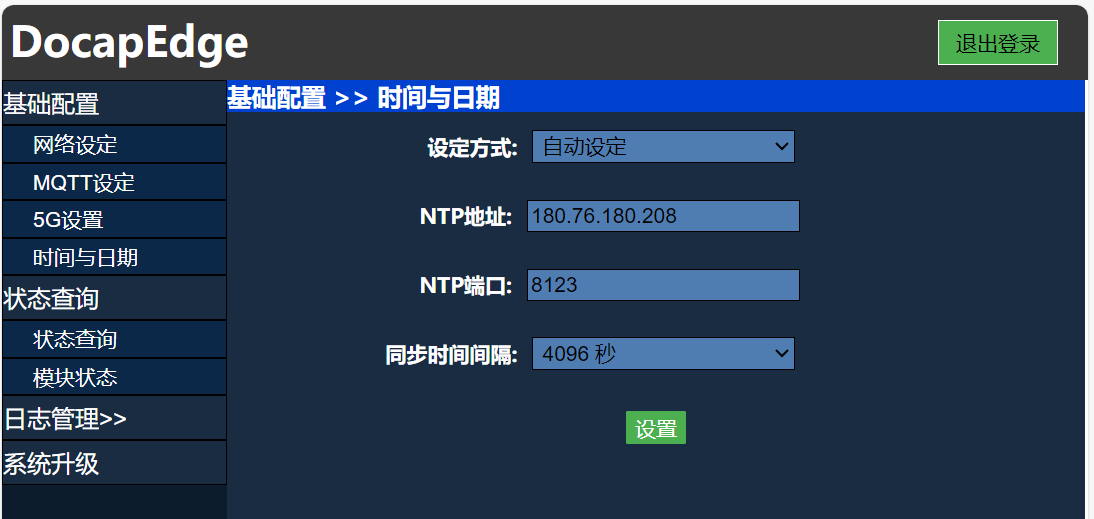 DocapEdge
退出登录
基础配置
网络设定
MQTT设定
5G设置
时间与日期
状态查询
状态查询
模块状态
日志管理>>
系统升级
基础配置 >> 时间与日期
设定方式: 自动设定
NTP地址: 180.76.180.208
NTP端口: 8123
同步时间间隔: 4096 秒
设置